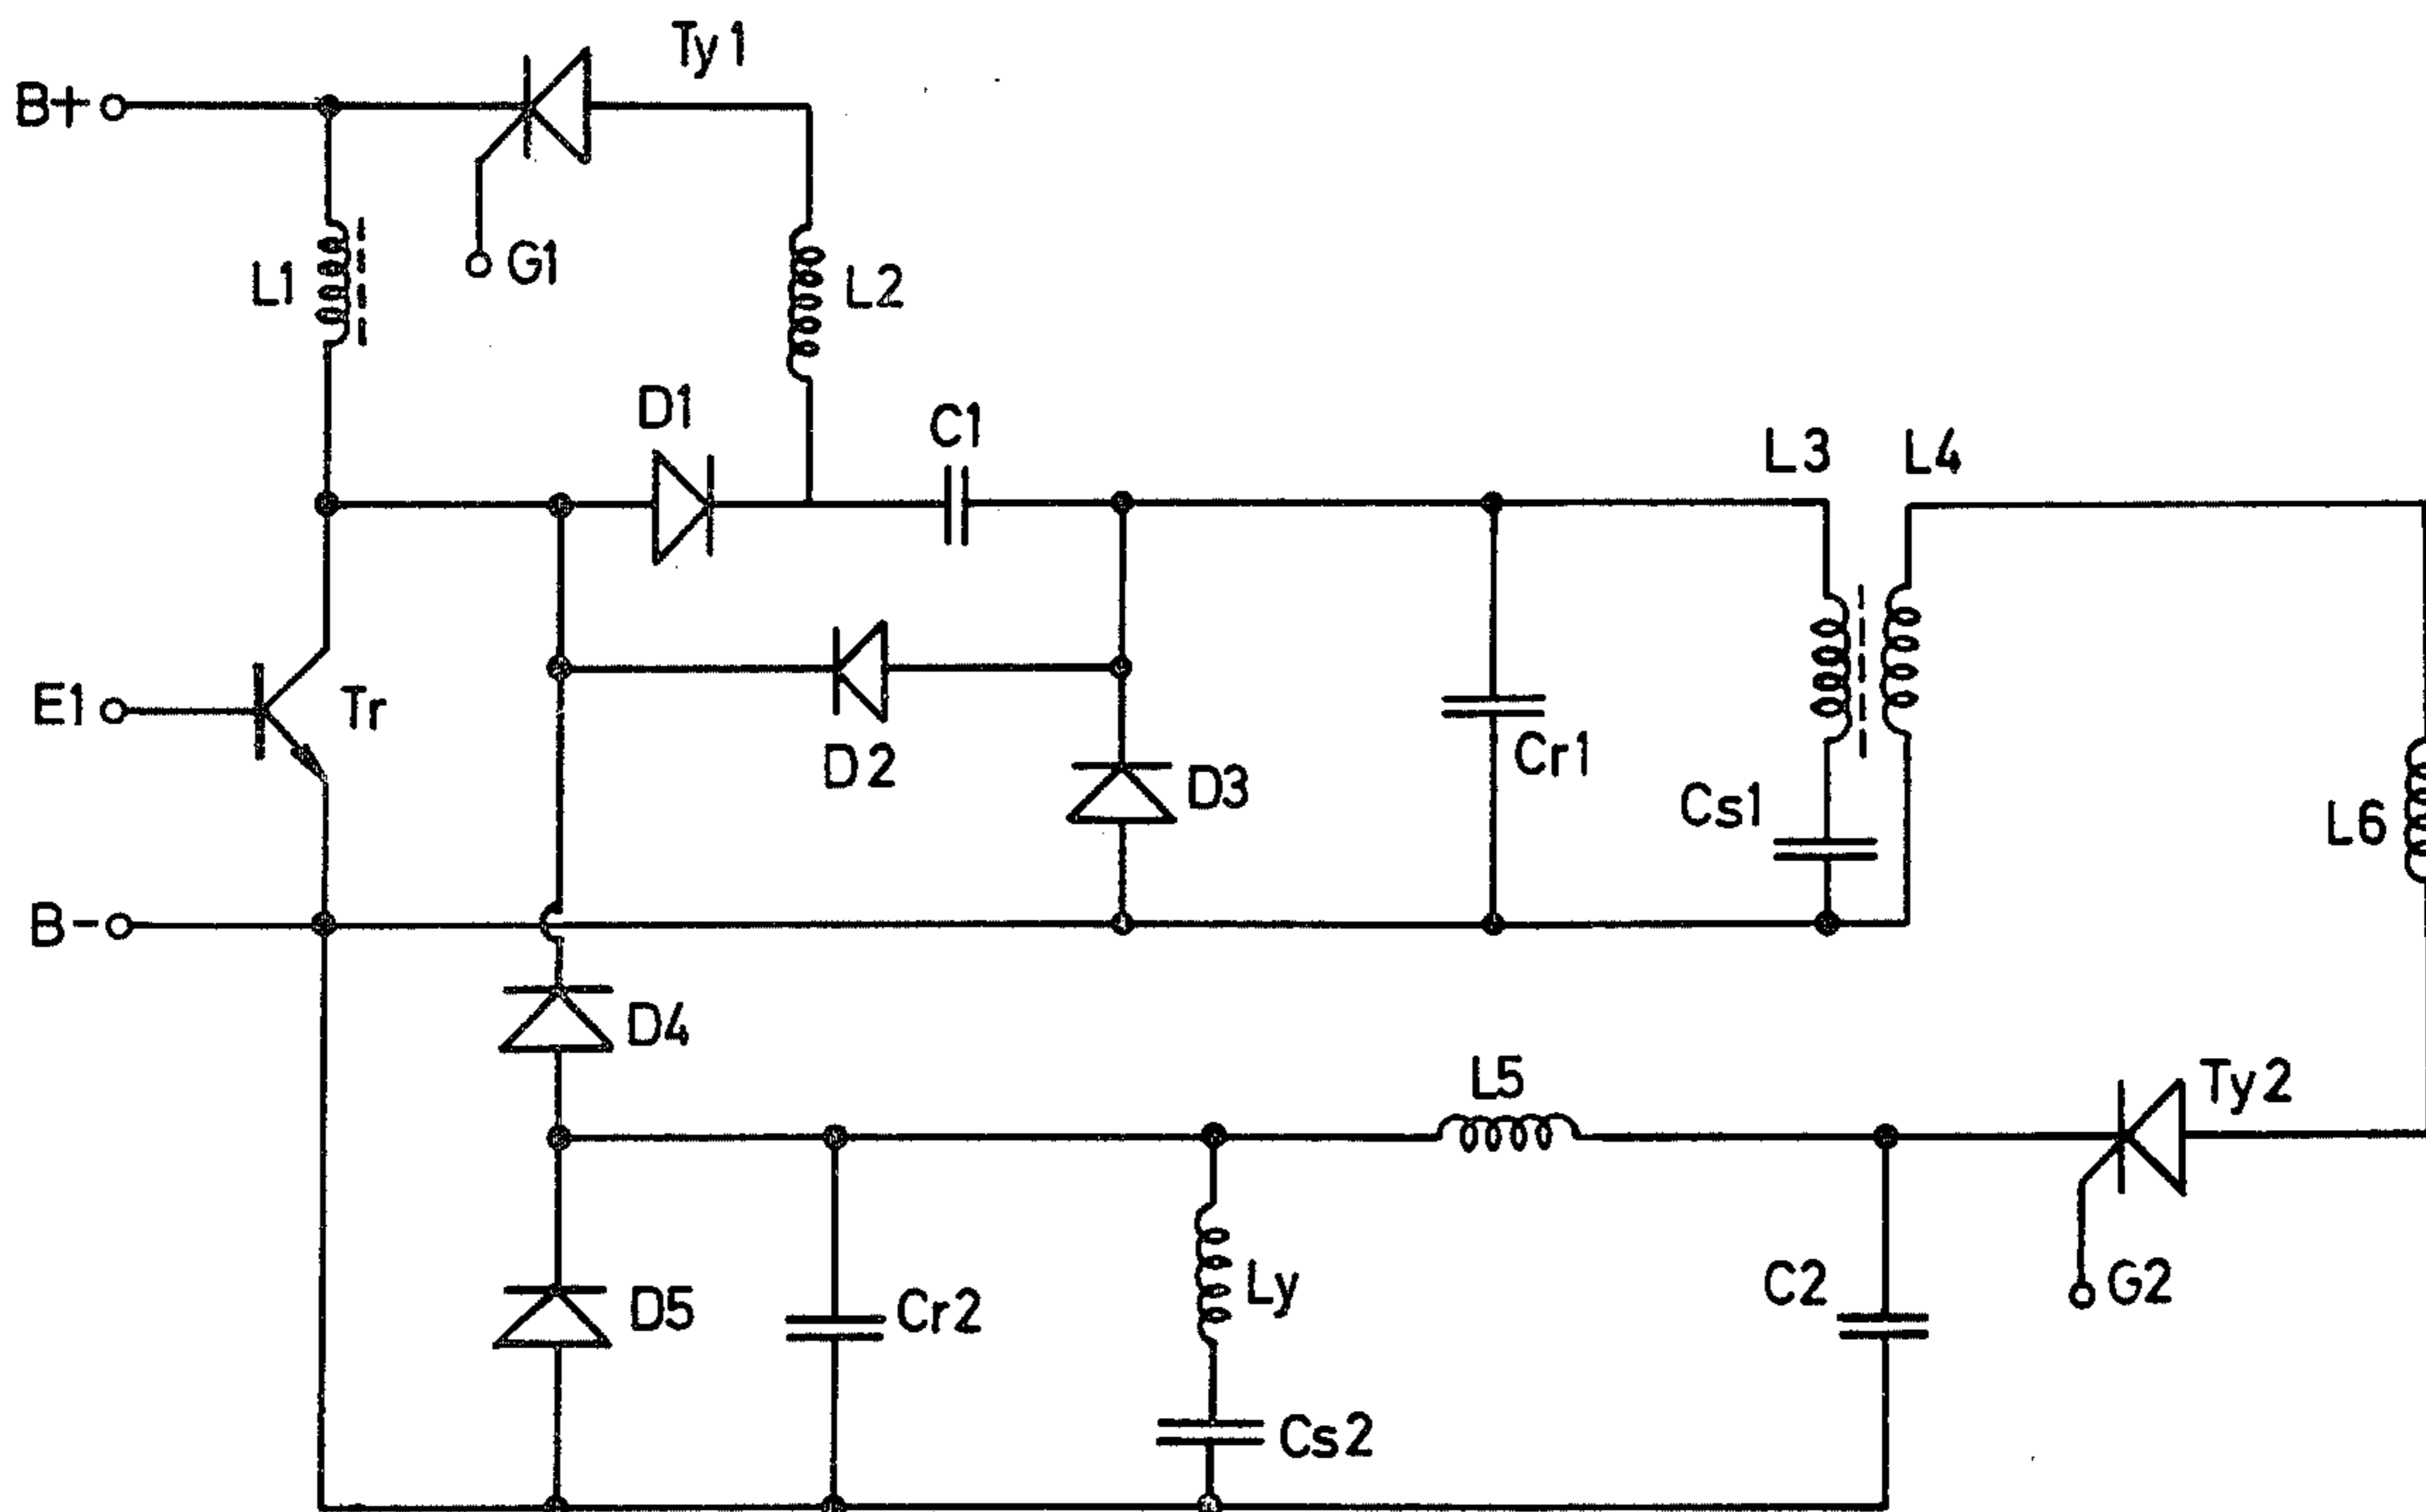 Ty1
B+
G1
L1
L2
D1
C1
L3
L4
E1
Tr
D2
D3
Cr1
Cs1
L6
B-
D4
L5
Ty2
D5
Cr2
Ly
C2
G2
Cs2